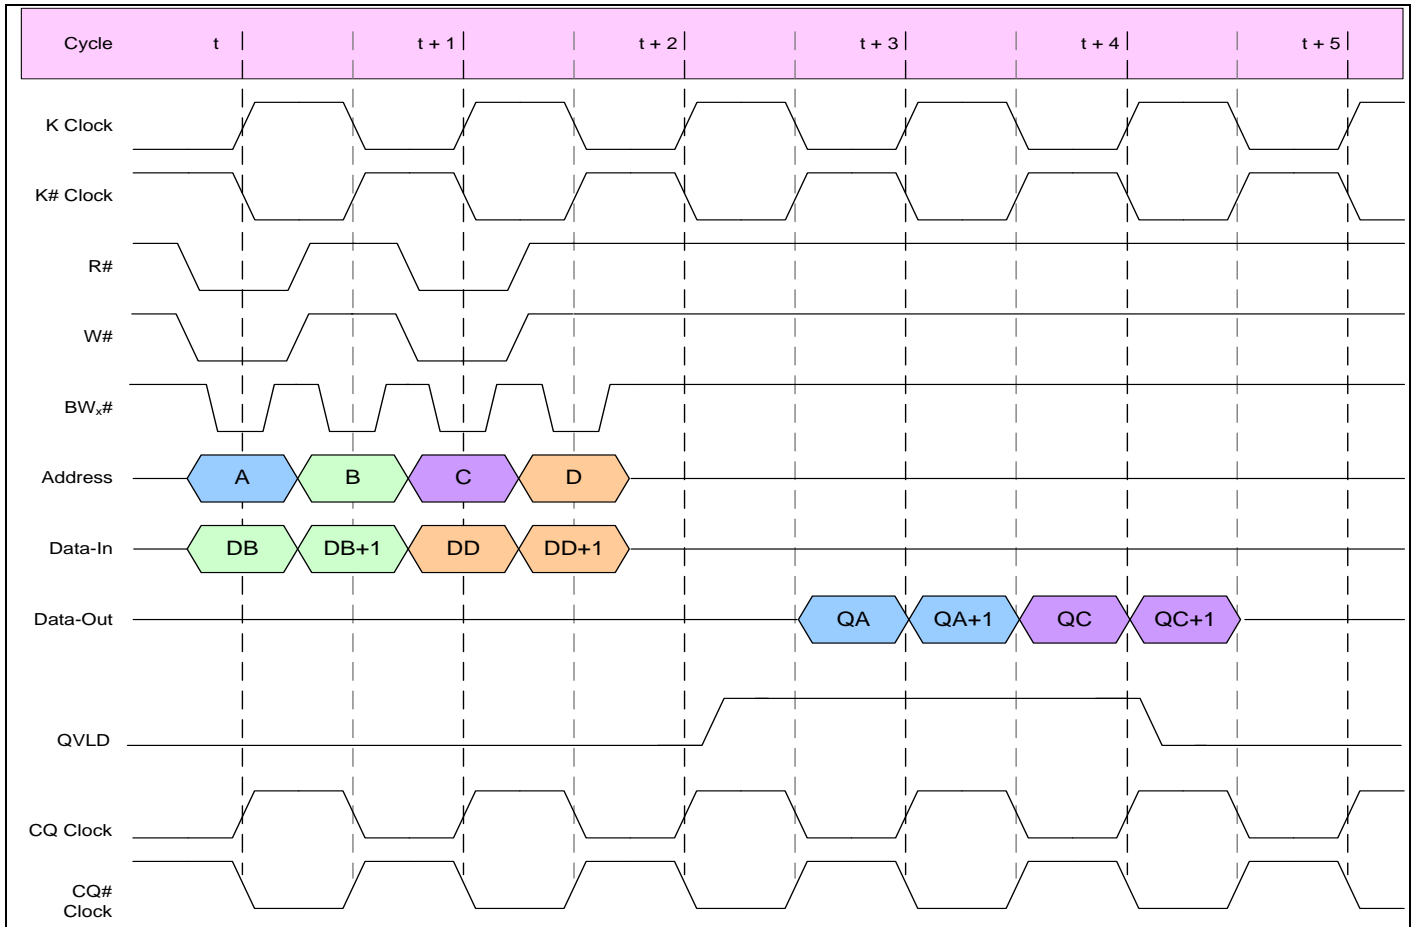 Cycle t t + 1 t + 2 t + 3 t + 4 t + 5
K Clock
K# Clock
R#
W#
BWₓ#
Address A B C D
Data-In DB DB+1 DD DD+1
Data-Out QA QA+1 QC QC+1
QVLD
CQ Clock
CQ#
Clock